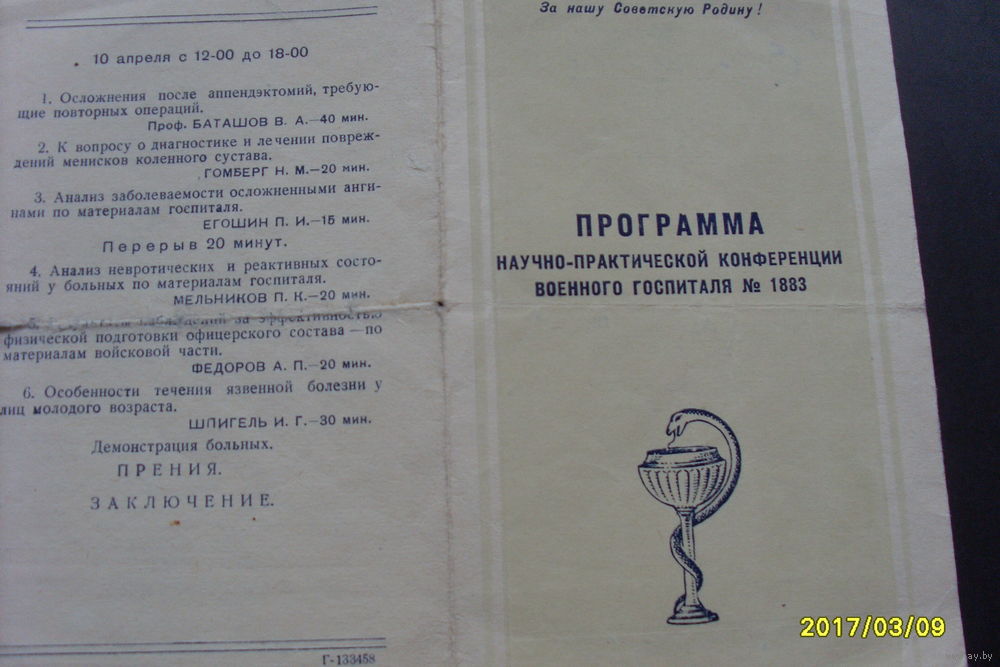 10 апреля с 12-00 до 18-00
1. Осложнения после аппендэктомий, требую-
щие повторных операций.
Проф. БАТАШОВ В. А.—40 мин.
2. К вопросу о диагностике и лечении повреж-
дений менисков коленного сустава.
ГОМБЕРГ Н. М.—20 мин.
3. Анализ заболеваемости осложненными анги-
нами по материалам госпиталя.
ЕГОШИН П. И.—15 мин.
Перерыв 20 минут.
4. Анализ невротических и реактивных состо-
яний у больных по материалам госпиталя.
МЕЛЬНИКОВ П. К.—20 мин.
наблюдений за эффективностью
физической подготовки офицерского состава—по
материалам войсковой части.
ФЕДОРОВ А. П.—20 мин.
6. Особенности течения язвенной болезни у
лиц молодого возраста.
ШПИГЕЛЬ И. Г.—30 мин.
Демонстрация больных.
ПРЕНИЯ.
ЗАКЛЮЧЕНИЕ.
Г-133458
За нашу Советскую Родину!
ПРОГРАММА
НАУЧНО-ПРАКТИЧЕСКОЙ КОНФЕРЕНЦИИ
ВОЕННОГО ГОСПИТАЛЯ № 1883
2017/03/09